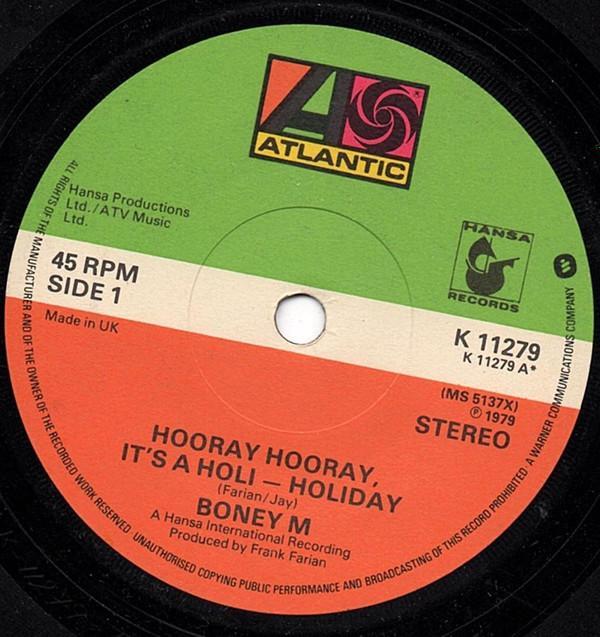 ATLANTIC
Hansa Productions
Ltd./ATV Music
Ltd.
HANSA
RECORDS
45 RPM
SIDE 1
Made in UK
K 11279
K 11279 A*
(MS 5137X)
℗ 1979
STEREO
HOORAY HOORAY,
IT'S A HOLI — HOLIDAY
(Farian/Jay)
BONEY M
A Hansa International Recording
Produced by Frank Farian
ALL RIGHTS OF THE MANUFACTURER AND OF THE OWNER OF THE RECORDED WORK RESERVED UNAUTHORISED COPYING PUBLIC PERFORMANCE AND BROADCASTING OF THIS RECORD PROHIBITED A WARNER COMMUNICATIONS COMPANY